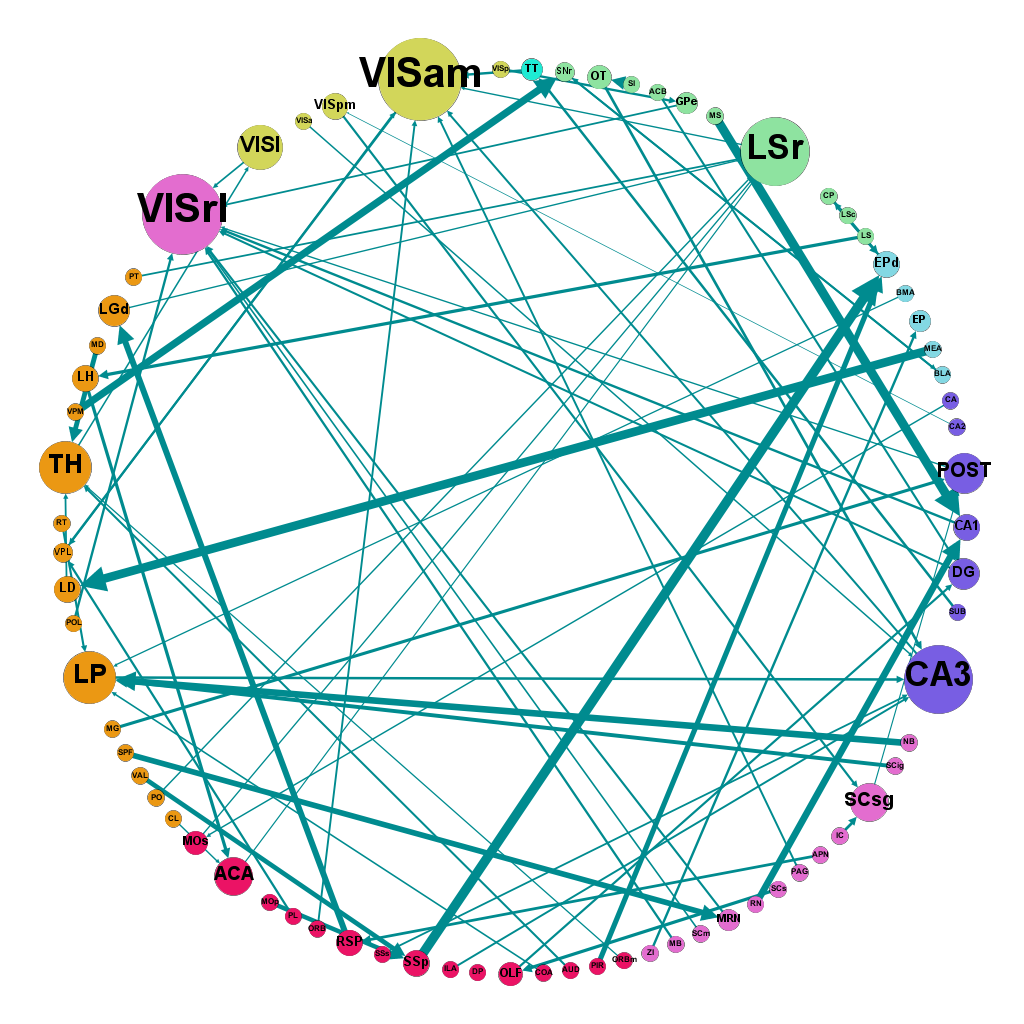 VISam
VISp
TT
SNr
OT
SI
ACB
GPe
MS
LSr
CP
LSc
LS
EPd
BMA
EP
MEA
BLA
CA
CA2
POST
CA1
DG
SUB
CA3
NB
SCig
SCsg
IC
APN
PAG
SCs
RN
MRN
SCm
MB
ZI
ORBm
PIR
AUD
COA
OLF
DP
ILA
SSp
SSs
RSP
ORB
PL
MOp
ACA
MOs
CL
PO
VAL
SPF
MG
LP
POL
LD
VPL
RT
TH
VPM
LH
MD
LGd
PT
VISrl
VISl
VISa
VISpm